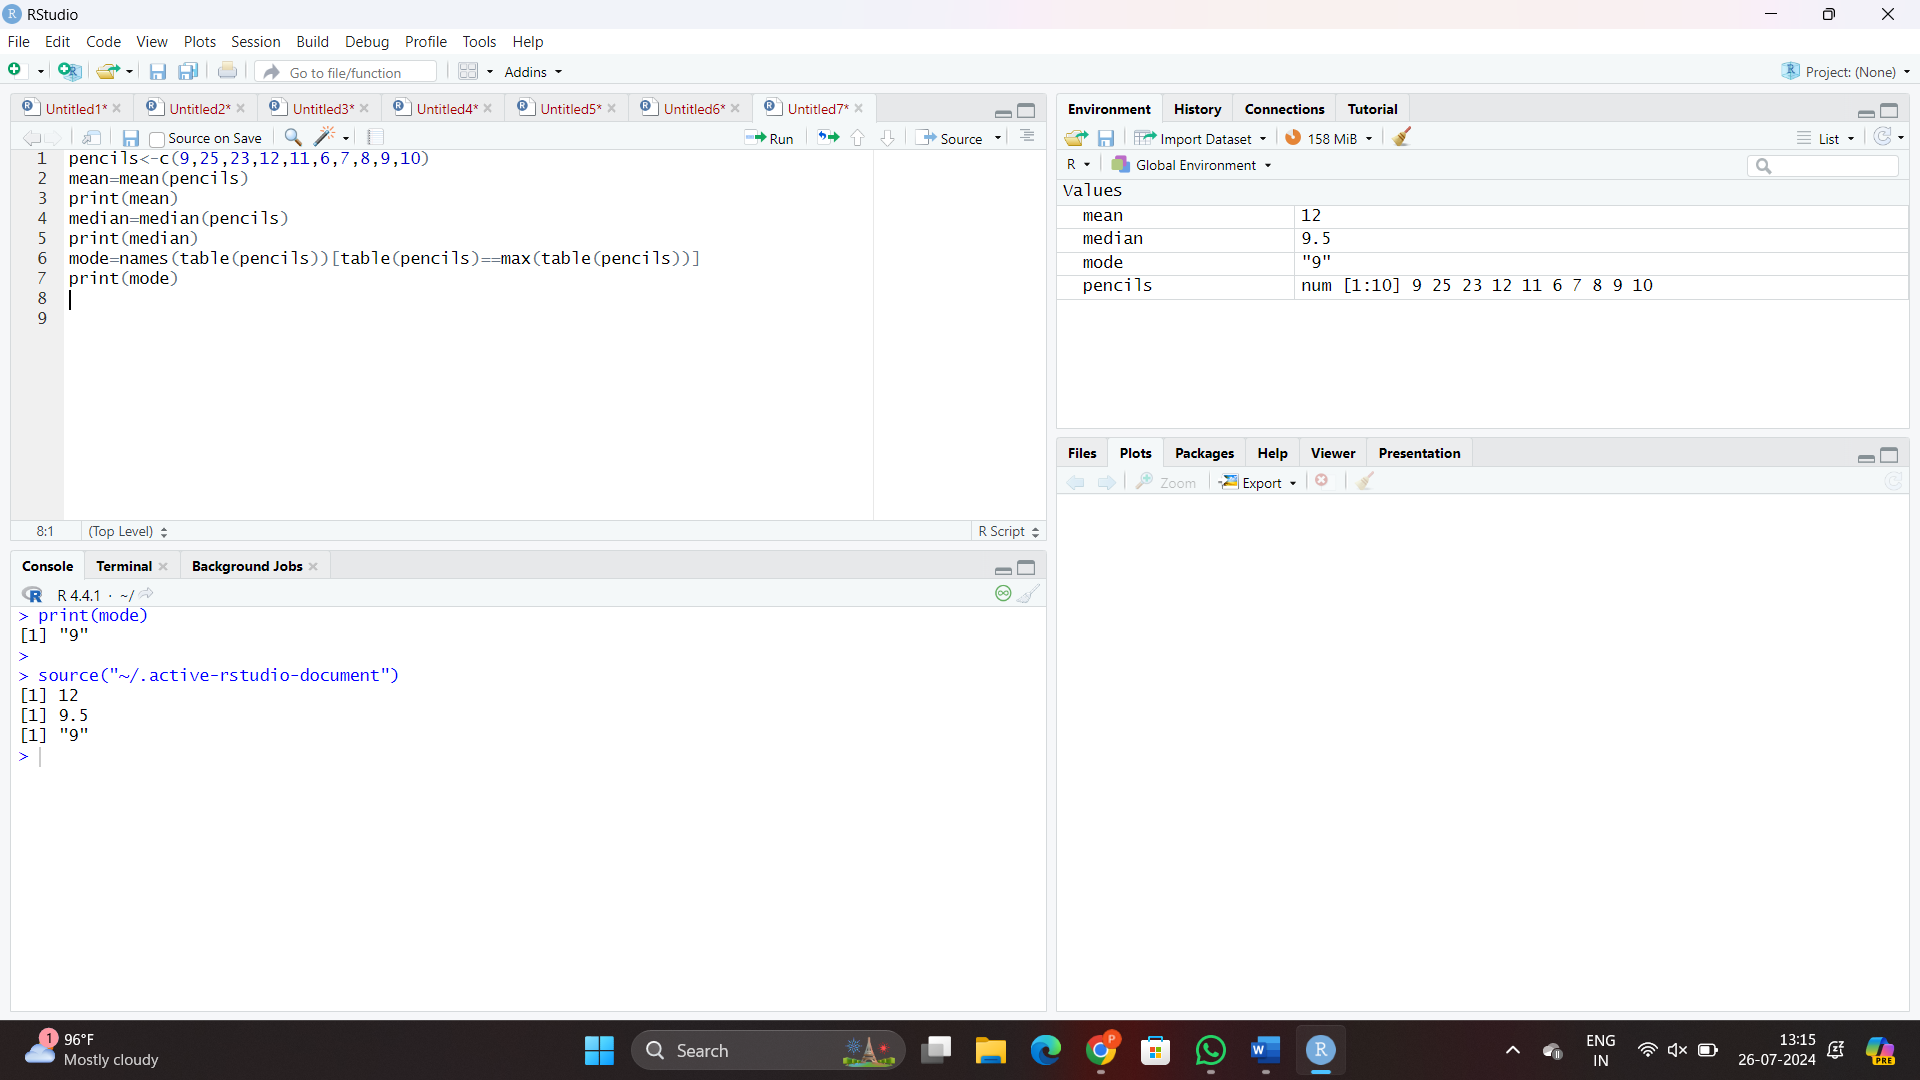 RStudio
File Edit Code View Plots Session Build Debug Profile Tools Help
Go to file/function Addins Project: (None)
Untitled1* Untitled2* Untitled3* Untitled4* Untitled5* Untitled6* Untitled7*
Source on Save Run Source
1 pencils<-c(9,25,23,12,11,6,7,8,9,10)
2 mean=mean(pencils)
3 print(mean)
4 median=median(pencils)
5 print(median)
6 mode=names(table(pencils))[table(pencils)==max(table(pencils))]
7 print(mode)
8
9
8:1 (Top Level) R Script
Console Terminal Background Jobs
R 4.4.1 · ~/
> print(mode)
[1] "9"
>
> source("~/.active-rstudio-document")
[1] 12
[1] 9.5
[1] "9"
>
Environment History Connections Tutorial
Import Dataset 158 MiB List
R Global Environment
Values
mean 12
median 9.5
mode "9"
pencils num [1:10] 9 25 23 12 11 6 7 8 9 10
Files Plots Packages Help Viewer Presentation
Zoom Export
1 96°F
Mostly cloudy
Search
P
W
R
ENG
IN
13:15
26-07-2024
PRE